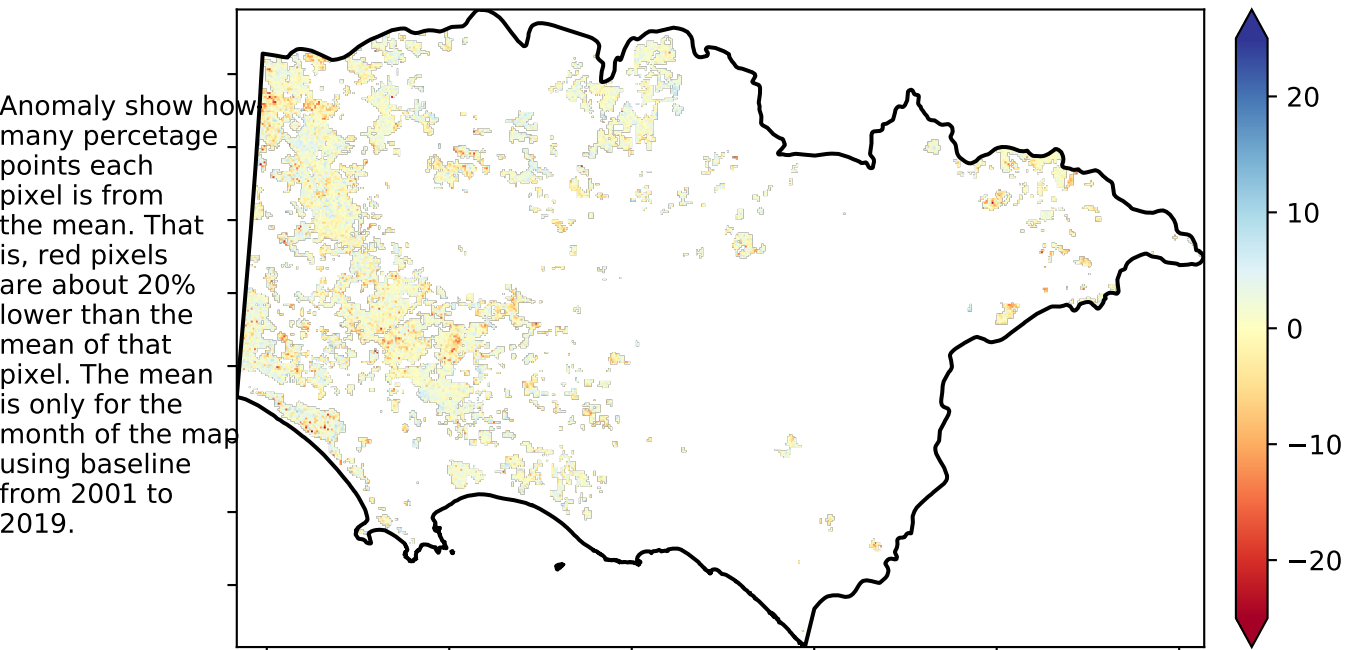 Anomaly show how
many percetage
points each
pixel is from
the mean. That
is, red pixels
are about 20%
lower than the
mean of that
pixel. The mean
is only for the
month of the map
using baseline
from 2001 to
2019.
20
10
0
−10
−20